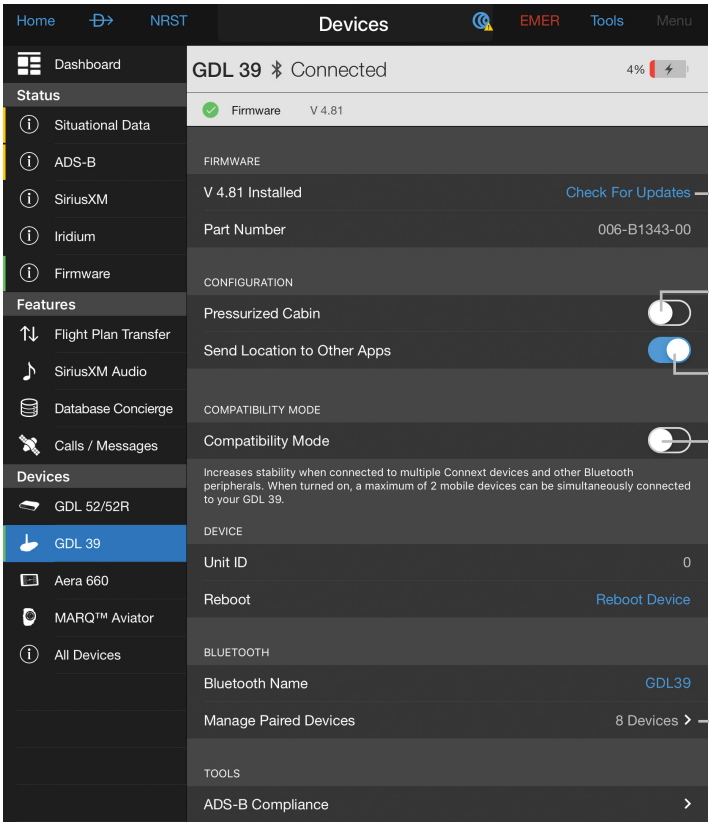 Home NRST Devices EMER Tools Menu
Dashboard
Status
Situational Data
ADS-B
SiriusXM
Iridium
Firmware
Features
Flight Plan Transfer
SiriusXM Audio
Database Concierge
Calls / Messages
Devices
GDL 52/52R
GDL 39
Aera 660
MARQ™ Aviator
All Devices
GDL 39 Connected 4%
Firmware V 4.81
FIRMWARE
V 4.81 Installed Check For Updates
Part Number 006-B1343-00
CONFIGURATION
Pressurized Cabin
Send Location to Other Apps
COMPATIBILITY MODE
Compatibility Mode
Increases stability when connected to multiple Connext devices and other Bluetooth
peripherals. When turned on, a maximum of 2 mobile devices can be simultaneously connected
to your GDL 39.
DEVICE
Unit ID 0
Reboot Reboot Device
BLUETOOTH
Bluetooth Name GDL39
Manage Paired Devices 8 Devices
TOOLS
ADS-B Compliance